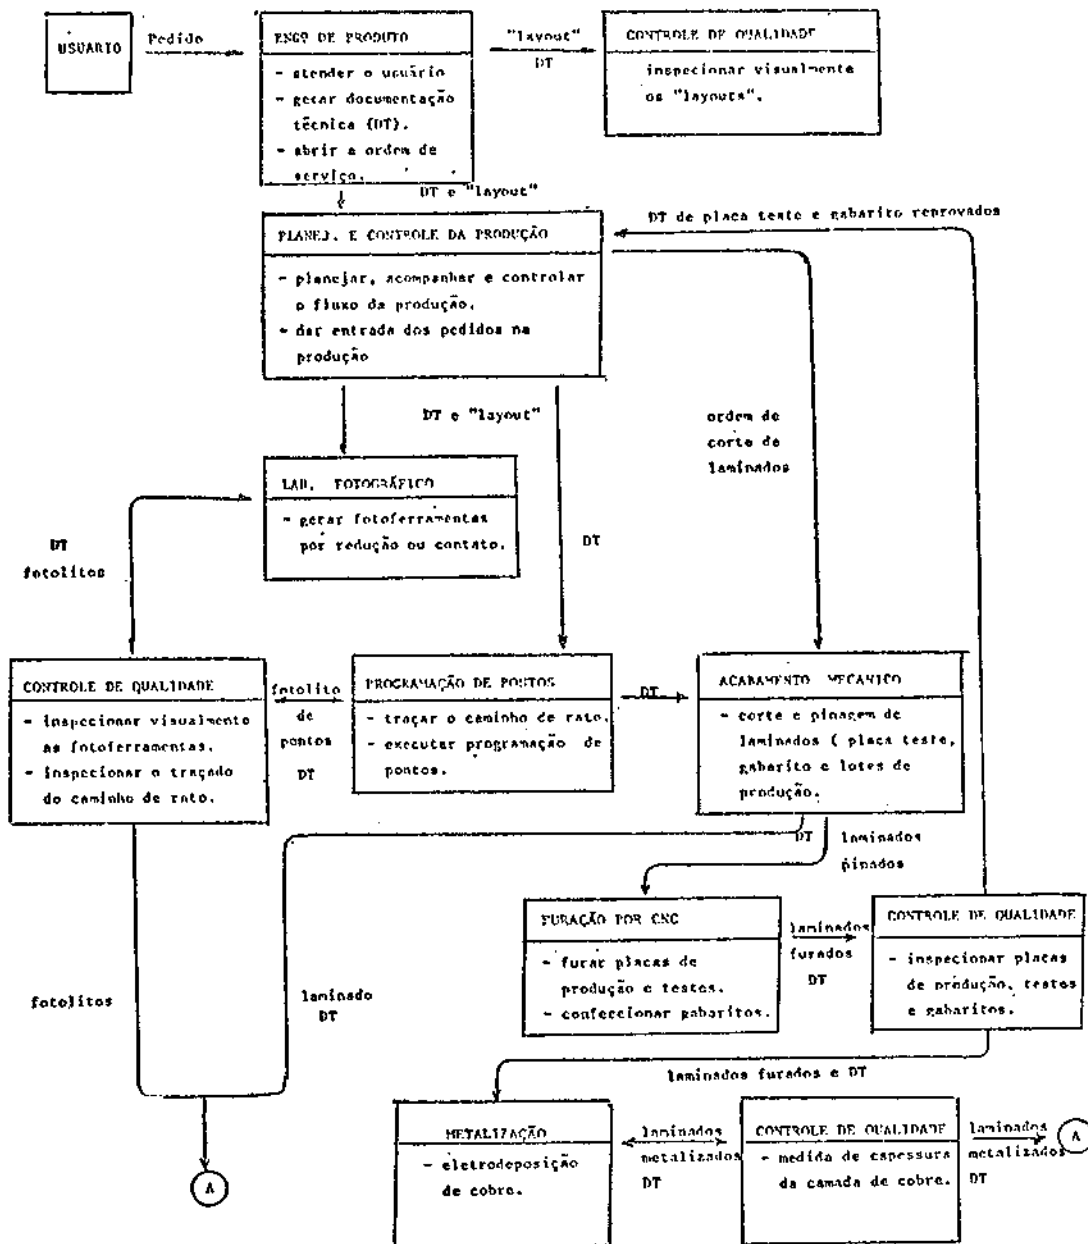 USUARIO
Pedido
ENGº DE PRODUTO
- atender o usuário
- gerar documentação
técnica (DT).
- abrir a ordem de
serviço.
"layout"
DT
CONTROLE DE QUALIDADE
inspecionar visualmente
os "layouts".
DT e "layout"
DT de placa teste e gabarito reprovados
PLANEJ. E CONTROLE DA PRODUÇÃO
- planejar, acompanhar e controlar
o fluxo da produção.
- dar entrada dos pedidos na
produção
DT e "layout"
ordem de
corte de
laminados
LAB. FOTOGRÁFICO
- gerar fotoferramentas
por redução ou contato.
DT
fotolitos
DT
CONTROLE DE QUALIDADE
- inspecionar visualmente
as fotoferramentas.
- inspecionar o traçado
do caminho de rato.
fotolito
de
pontos
DT
PROGRAMAÇÃO DE PONTOS
- traçar o caminho de rato.
- executar programação de
pontos.
DT
ACABAMENTO MECANICO
- corte e pinagem de
laminados ( placa teste,
gabarito e lotes de
produção.
DT
laminados
pinados
FURAÇÃO POR CNC
- furar placas de
produção e testes.
- confeccionar gabaritos.
laminados
furados
DT
CONTROLE DE QUALIDADE
- inspecionar placas
de produção, testes
e gabaritos.
fotolitos
laminado
DT
laminados furados e DT
METALIZAÇÃO
- eletrodeposição
de cobre.
laminados
metalizados
DT
CONTROLE DE QUALIDADE
- medida de espessura
da camada de cobre.
laminados
metalizados
DT
A
A